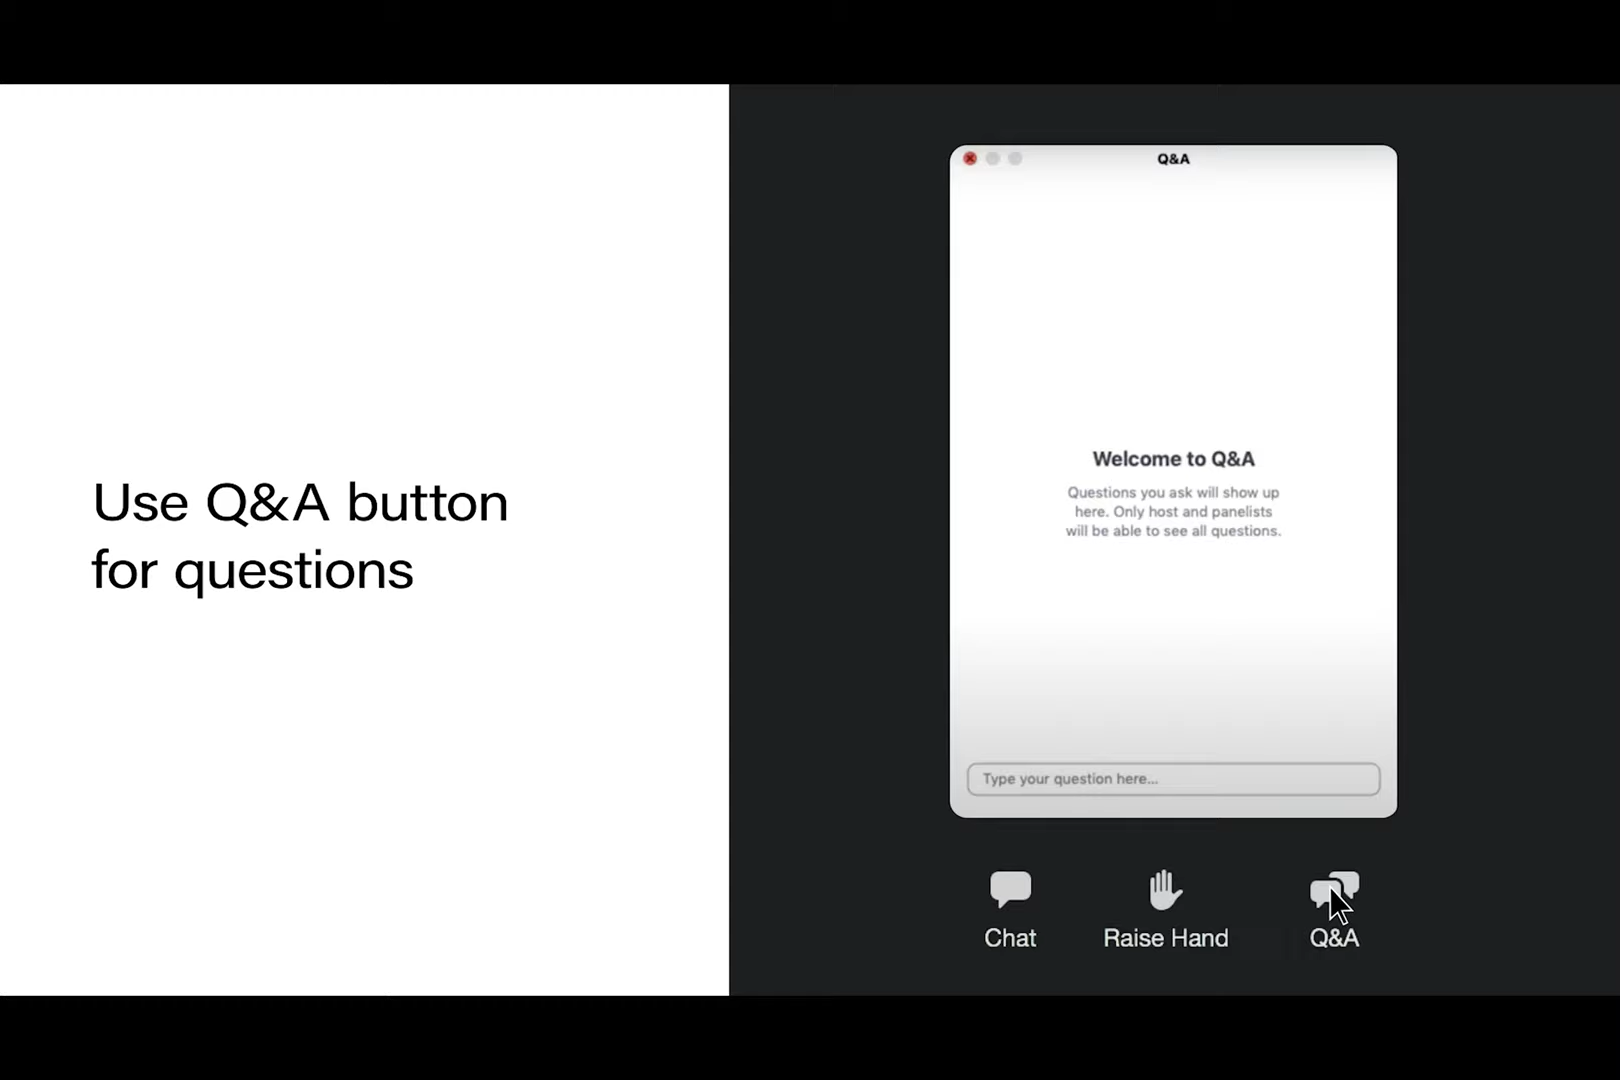 Use Q&A button
for questions
Q&A
Welcome to Q&A
Questions you ask will show up
here. Only host and panelists
will be able to see all questions.
Type your question here...
Chat
Raise Hand
Q&A